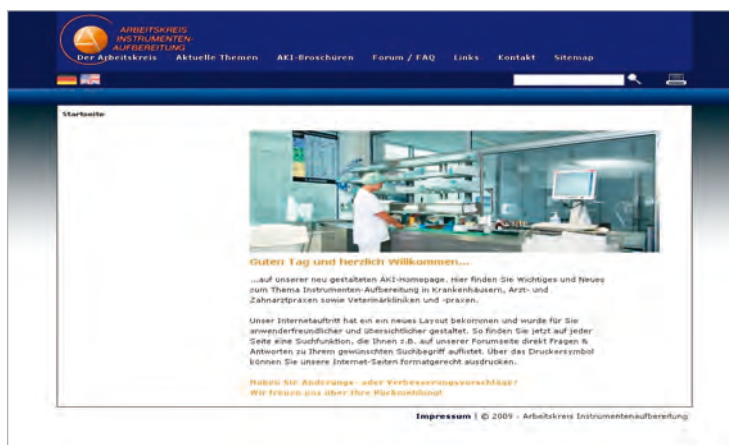 ARBEITSKREIS
INSTRUMENTEN-
AUFBEREITUNG
Der Arbeitskreis Aktuelle Themen AKI-Broschüren Forum / FAQ Links Kontakt Sitemap
Startseite
Guten Tag und herzlich Willkommen...
...auf unserer neu gestalteten AKI-Homepage. Hier finden Sie Wichtiges und Neues
zum Thema Instrumenten-Aufbereitung in Krankenhäusern, Arzt- und
Zahnarztpraxen sowie Veterinärkliniken und -praxen.
Unser Internetauftritt hat ein ein neues Layout bekommen und wurde für Sie
anwenderfreundlicher und übersichtlicher gestaltet. So finden Sie jetzt auf jeder
Seite eine Suchfunktion, die Ihnen z.B. auf unserer Forumseite direkt Fragen &
Antworten zu Ihrem gewünschten Suchbegriff auflistet. Über das Druckersymbol
können Sie unsere Internet-Seiten formatgerecht ausdrucken.
Haben Sie Änderungs- oder Verbesserungsvorschläge?
Wir freuen uns über Ihre Rückmeldung!
Impressum | © 2009 - Arbeitskreis Instrumentenaufbereitung